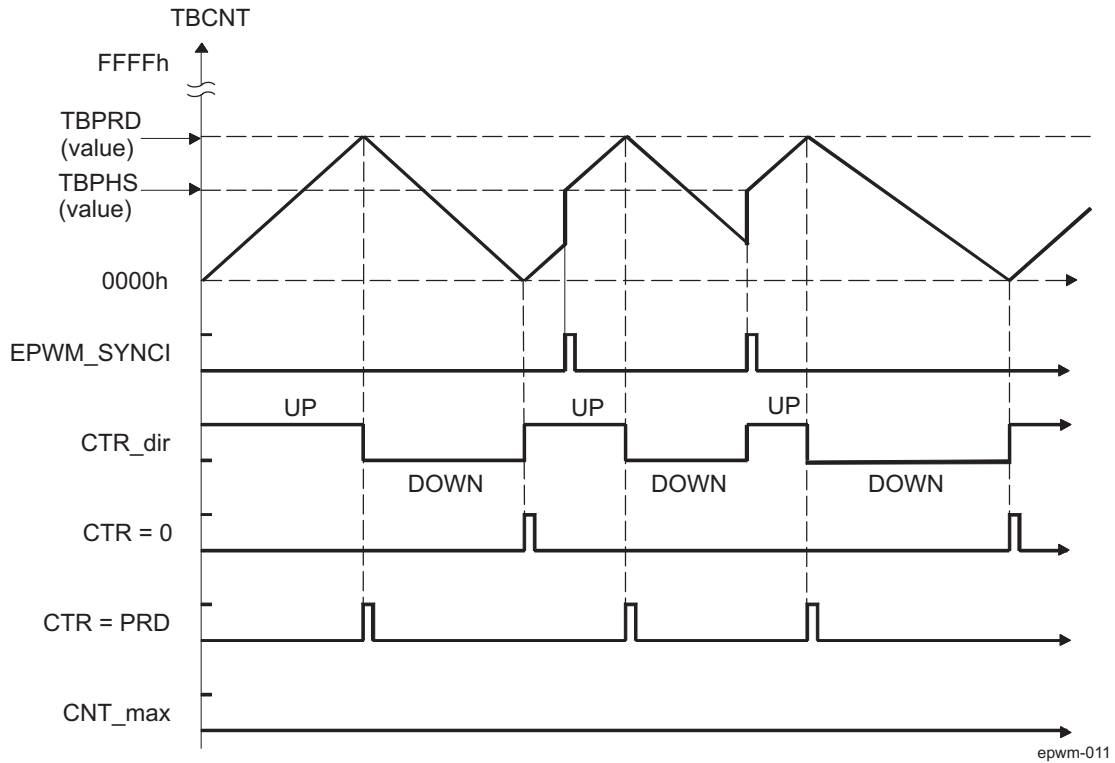 TBCNT
FFFFh
TBPRD
(value)
TBPHS
(value)
0000h
EPWM_SYNCI
UP
UP
UP
CTR_dir
DOWN
DOWN
DOWN
CTR = 0
CTR = PRD
CNT_max
epwm-011